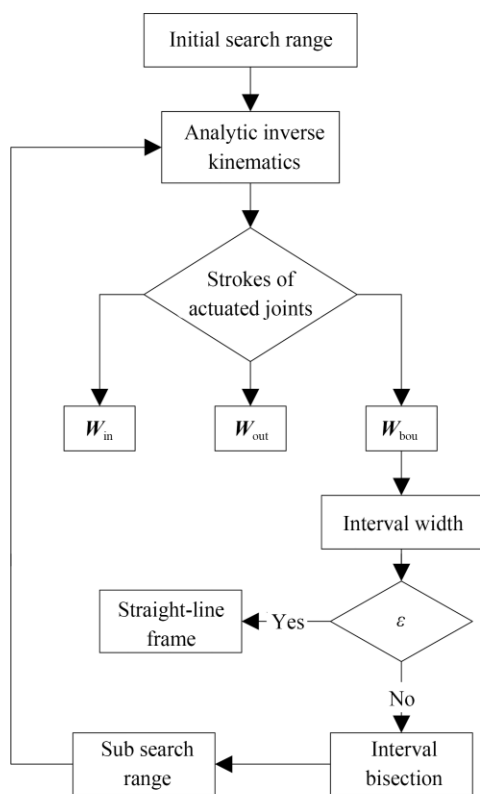 Initial search range
Analytic inverse
kinematics
Strokes of
actuated joints
W_in
W_out
W_bou
Interval width
Straight-line
frame
Yes
ε
No
Sub search
range
Interval
bisection